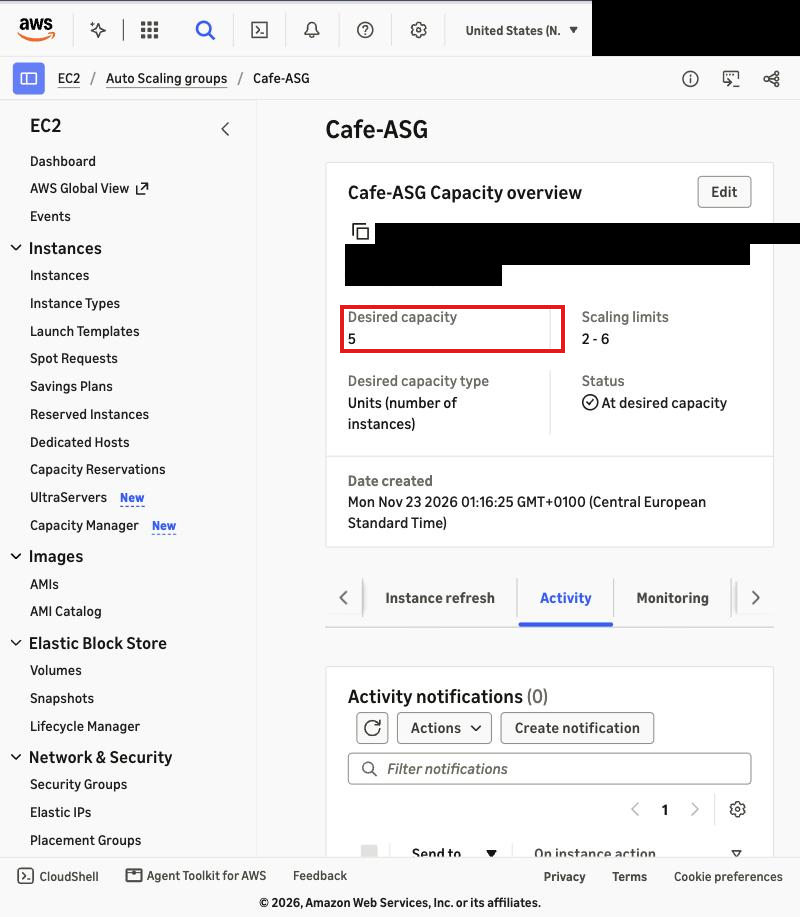 aws
United States (N.
EC2 / Auto Scaling groups / Cafe-ASG
EC2
Dashboard
AWS Global View
Events
Instances
Instances
Instance Types
Launch Templates
Spot Requests
Savings Plans
Reserved Instances
Dedicated Hosts
Capacity Reservations
UltraServers New
Capacity Manager New
Images
AMIs
AMI Catalog
Elastic Block Store
Volumes
Snapshots
Lifecycle Manager
Network & Security
Security Groups
Elastic IPs
Placement Groups
Cafe-ASG
Cafe-ASG Capacity overview
Edit
Desired capacity
5
Scaling limits
2 - 6
Desired capacity type
Units (number of
instances)
Status
At desired capacity
Date created
Mon Nov 23 2026 01:16:25 GMT+0100 (Central European
Standard Time)
Instance refresh Activity Monitoring
Activity notifications (0)
Actions Create notification
Filter notifications
1
Send to On instance action
CloudShell Agent Toolkit for AWS Feedback Privacy Terms Cookie preferences
© 2026, Amazon Web Services, Inc. or its affiliates.